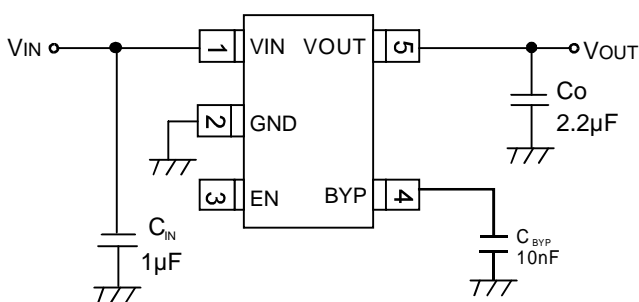 VIN
1
VIN
VOUT
5
VOUT
Co
2.2µF
2
GND
3
EN
BYP
4
CIN
1µF
CBYP
10nF